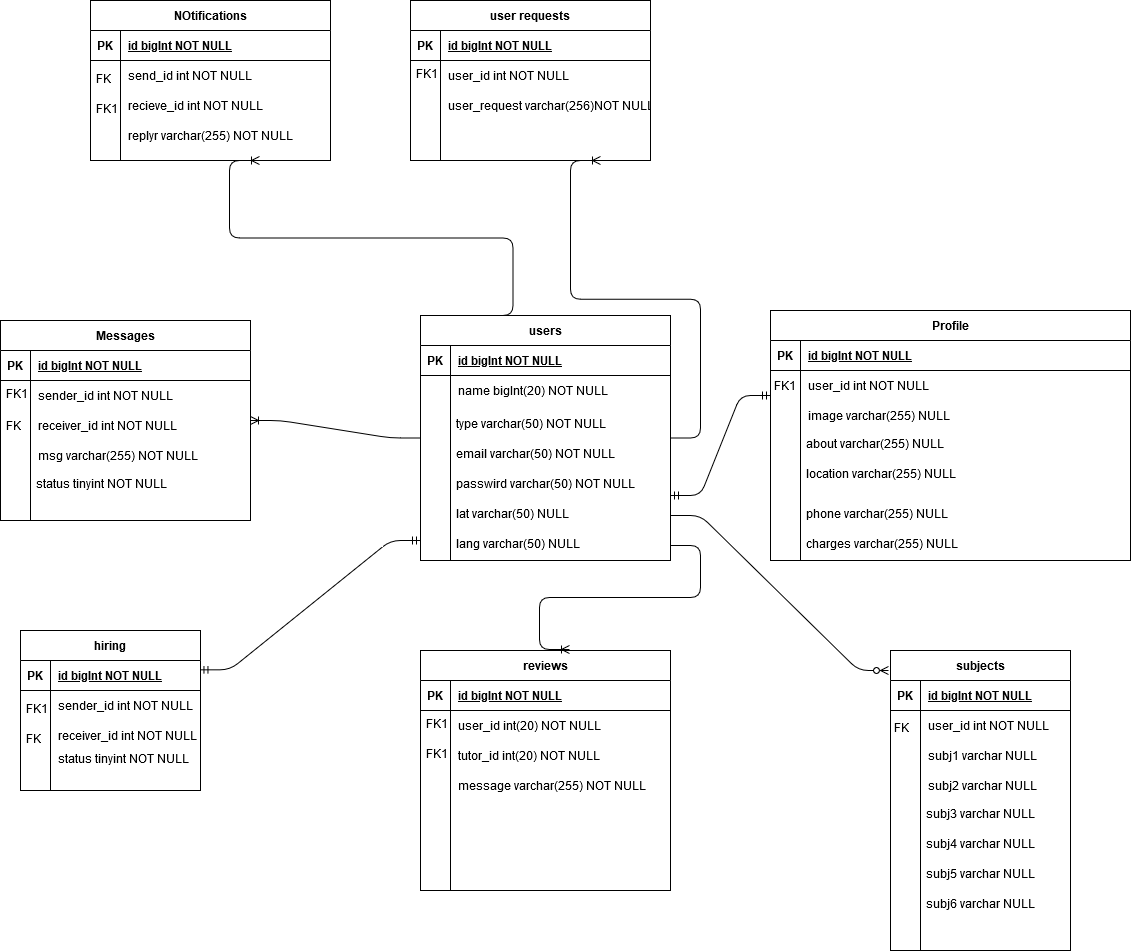 NOtifications
PK id bigInt NOT NULL
FK send_id int NOT NULL
FK1 recieve_id int NOT NULL
replyr varchar(255) NOT NULL
user requests
PK id bigInt NOT NULL
FK1 user_id int NOT NULL
user_request varchar(256)NOT NULL
Messages
PK id bigInt NOT NULL
FK1 sender_id int NOT NULL
FK receiver_id int NOT NULL
msg varchar(255) NOT NULL
status tinyint NOT NULL
users
PK id bigInt NOT NULL
name bigInt(20) NOT NULL
type varchar(50) NOT NULL
email varchar(50) NOT NULL
passwird varchar(50) NOT NULL
lat varchar(50) NULL
lang varchar(50) NULL
Profile
PK id bigInt NOT NULL
FK1 user_id int NOT NULL
image varchar(255) NULL
about varchar(255) NULL
location varchar(255) NULL
phone varchar(255) NULL
charges varchar(255) NULL
hiring
PK id bigInt NOT NULL
FK1 sender_id int NOT NULL
FK receiver_id int NOT NULL
status tinyint NOT NULL
reviews
PK id bigInt NOT NULL
FK1 user_id int(20) NOT NULL
FK1 tutor_id int(20) NOT NULL
message varchar(255) NOT NULL
subjects
PK id bigInt NOT NULL
FK user_id int NOT NULL
subj1 varchar NULL
subj2 varchar NULL
subj3 varchar NULL
subj4 varchar NULL
subj5 varchar NULL
subj6 varchar NULL